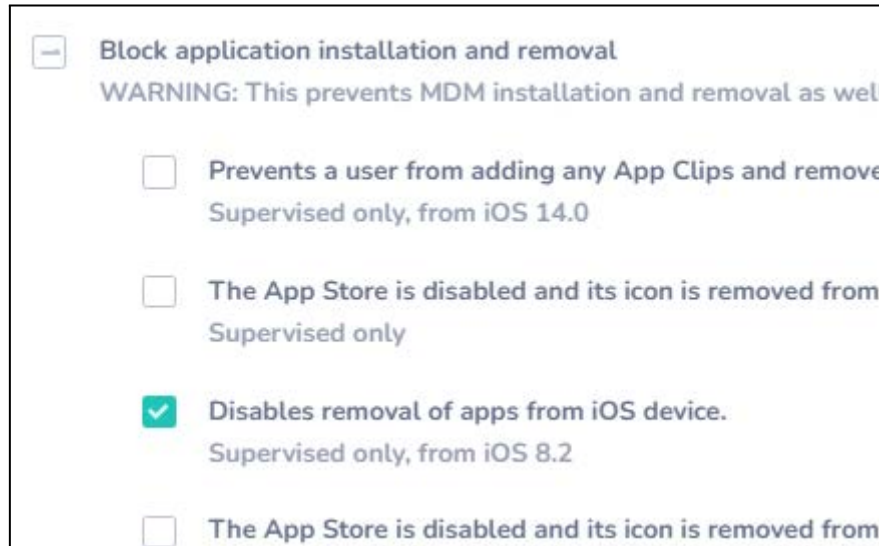 Block application installation and removal
WARNING: This prevents MDM installation and removal as well
Prevents a user from adding any App Clips and remove
Supervised only, from iOS 14.0
The App Store is disabled and its icon is removed from
Supervised only
Disables removal of apps from iOS device.
Supervised only, from iOS 8.2
The App Store is disabled and its icon is removed from